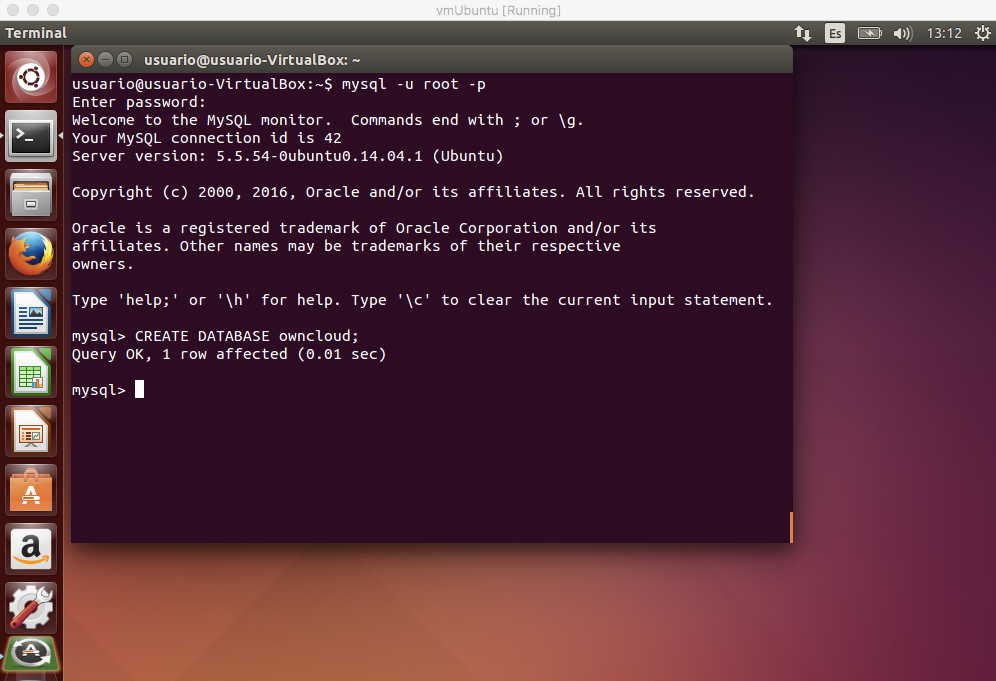 vmUbuntu [Running]
Terminal
Es
13:12
usuario@usuario-VirtualBox: ~
usuario@usuario-VirtualBox:~$ mysql -u root -p
Enter password:
Welcome to the MySQL monitor.  Commands end with ; or \g.
Your MySQL connection id is 42
Server version: 5.5.54-0ubuntu0.14.04.1 (Ubuntu)
Copyright (c) 2000, 2016, Oracle and/or its affiliates. All rights reserved.
Oracle is a registered trademark of Oracle Corporation and/or its
affiliates. Other names may be trademarks of their respective
owners.
Type 'help;' or '\h' for help. Type '\c' to clear the current input statement.
mysql> CREATE DATABASE owncloud;
Query OK, 1 row affected (0.01 sec)
mysql>